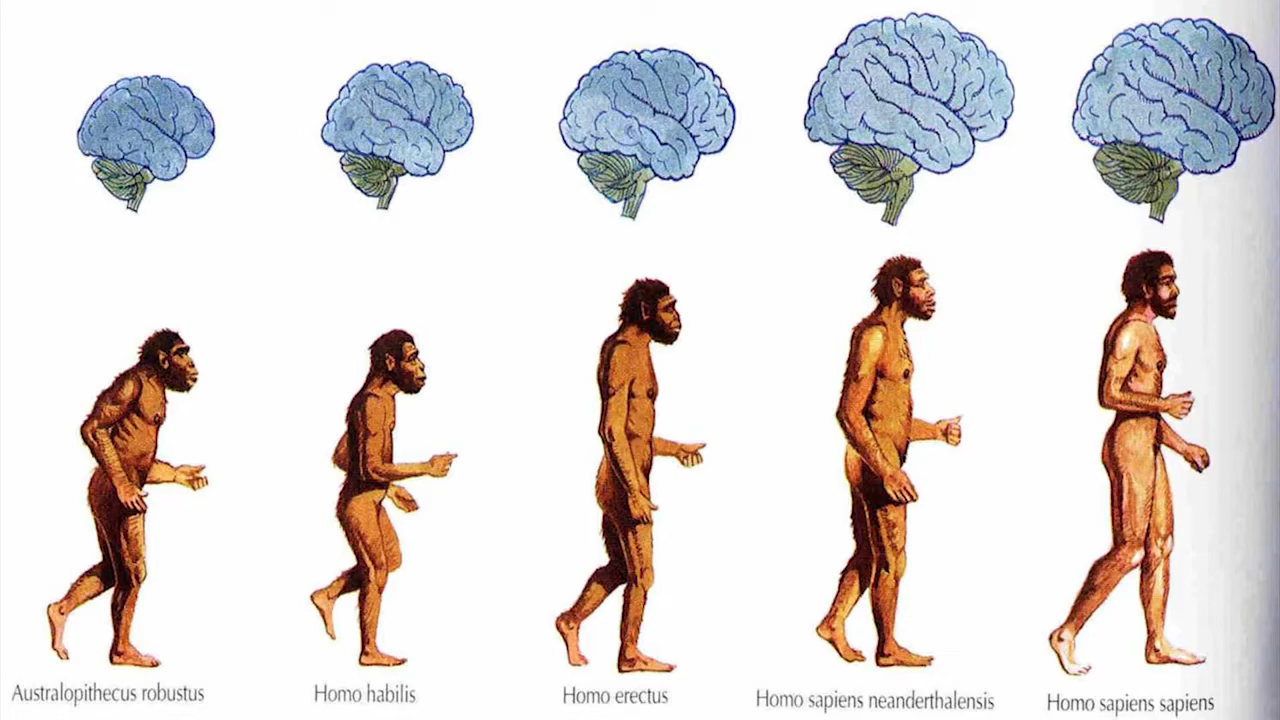 Australopithecus robustus
Homo habilis
Homo erectus
Homo sapiens neanderthalensis
Homo sapiens sapiens